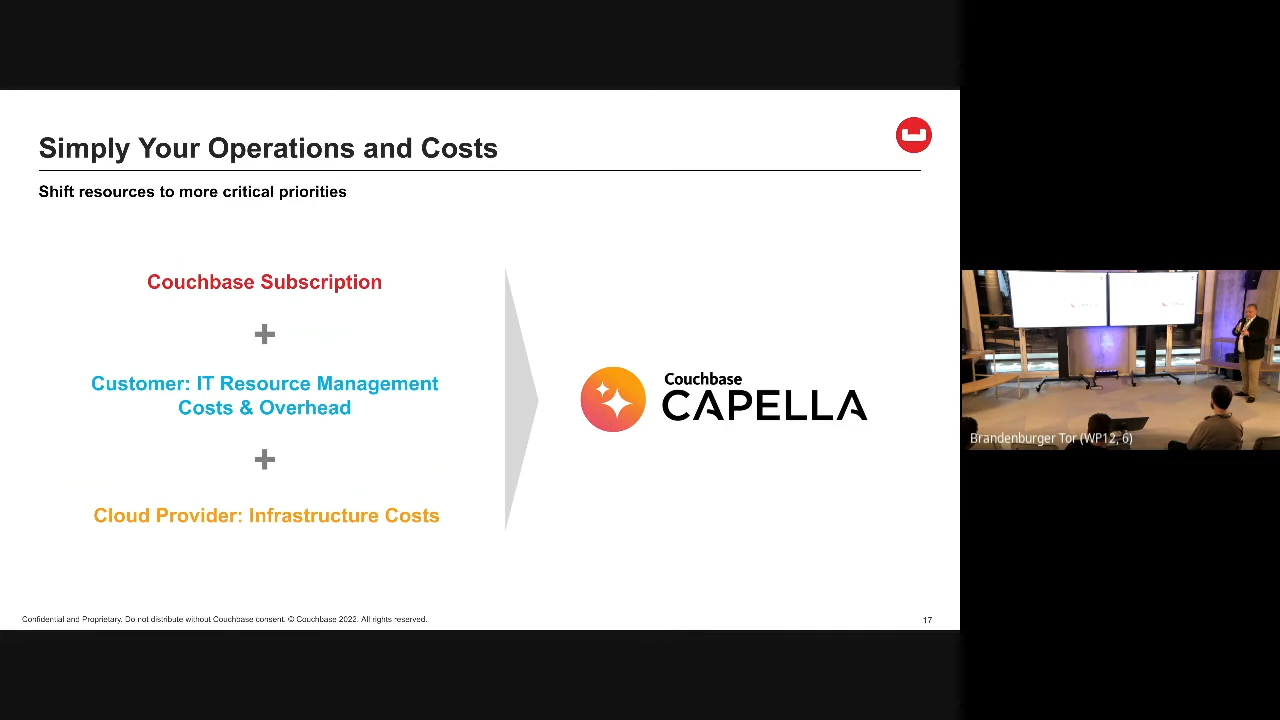 Simply Your Operations and Costs
Shift resources to more critical priorities
Couchbase Subscription
+
Customer: IT Resource Management
Costs & Overhead
+
Cloud Provider: Infrastructure Costs
Couchbase
CAPELLA
Confidential and Proprietary. Do not distribute without Couchbase consent. © Couchbase 2022. All rights reserved.
17
Brandenburger Tor (WP12, 6)